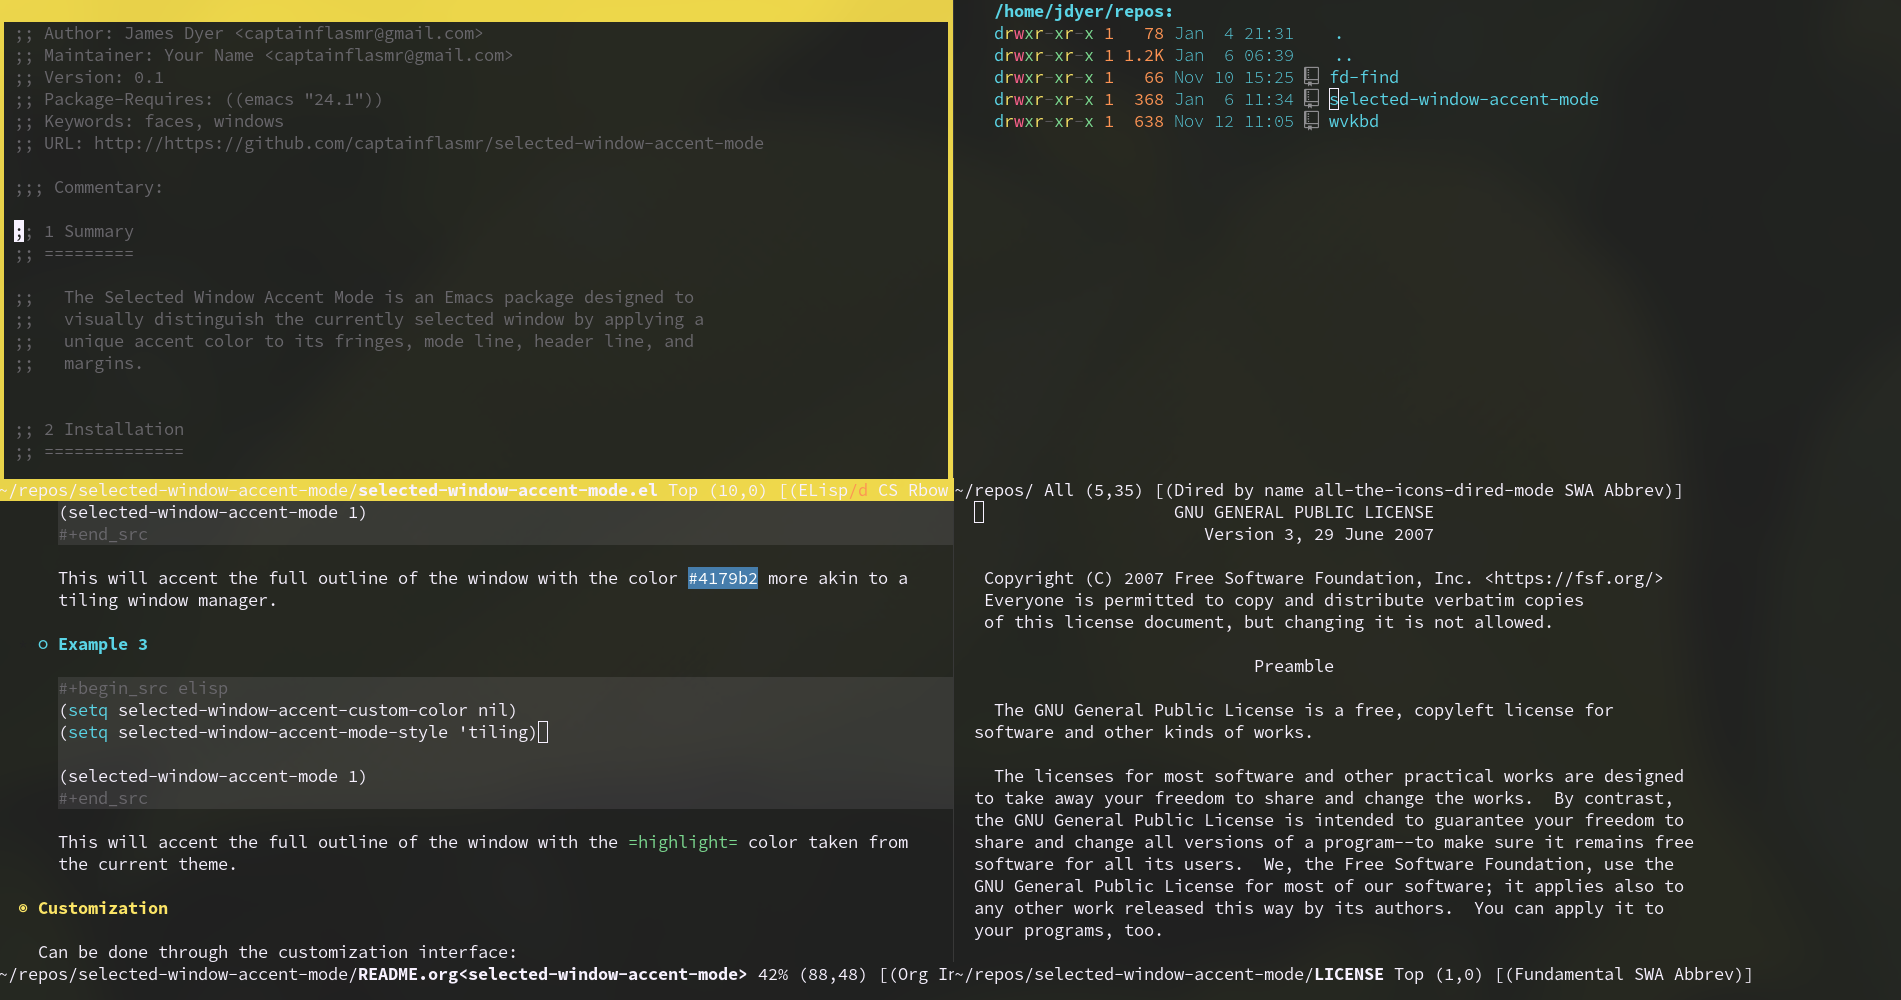 ;; Author: James Dyer <captainflasmr@gmail.com>
;; Maintainer: Your Name <captainflasmr@gmail.com>
;; Version: 0.1
;; Package-Requires: ((emacs "24.1"))
;; Keywords: faces, windows
;; URL: http://https://github.com/captainflasmr/selected-window-accent-mode
;;; Commentary:
;; 1 Summary
;; =========
;;   The Selected Window Accent Mode is an Emacs package designed to
;;   visually distinguish the currently selected window by applying a
;;   unique accent color to its fringes, mode line, header line, and
;;   margins.
;; 2 Installation
;; ==============
~/repos/selected-window-accent-mode/selected-window-accent-mode.el Top (10,0) [(ELisp/d CS Rbow
/home/jdyer/repos:
drwxr-xr-x 1   78 Jan  4 21:31 .
drwxr-xr-x 1 1.2K Jan  6 06:39 ..
drwxr-xr-x 1   66 Nov 10 15:25 fd-find
drwxr-xr-x 1  368 Jan  6 11:34 selected-window-accent-mode
drwxr-xr-x 1  638 Nov 12 11:05 wvkbd
~/repos/ All (5,35) [(Dired by name all-the-icons-dired-mode SWA Abbrev)]
(selected-window-accent-mode 1)
#+end_src
This will accent the full outline of the window with the color #4179b2 more akin to a
tiling window manager.
Example 3
#+begin_src elisp
(setq selected-window-accent-custom-color nil)
(setq selected-window-accent-mode-style 'tiling)
(selected-window-accent-mode 1)
#+end_src
This will accent the full outline of the window with the =highlight= color taken from
the current theme.
Customization
Can be done through the customization interface:
~/repos/selected-window-accent-mode/README.org<selected-window-accent-mode> 42% (88,48) [(Org In
GNU GENERAL PUBLIC LICENSE
Version 3, 29 June 2007
Copyright (C) 2007 Free Software Foundation, Inc. <https://fsf.org/>
Everyone is permitted to copy and distribute verbatim copies
of this license document, but changing it is not allowed.
Preamble
The GNU General Public License is a free, copyleft license for
software and other kinds of works.
The licenses for most software and other practical works are designed
to take away your freedom to share and change the works.  By contrast,
the GNU General Public License is intended to guarantee your freedom to
share and change all versions of a program--to make sure it remains free
software for all its users.  We, the Free Software Foundation, use the
GNU General Public License for most of our software; it applies also to
any other work released this way by its authors.  You can apply it to
your programs, too.
~/repos/selected-window-accent-mode/LICENSE Top (1,0) [(Fundamental SWA Abbrev)]